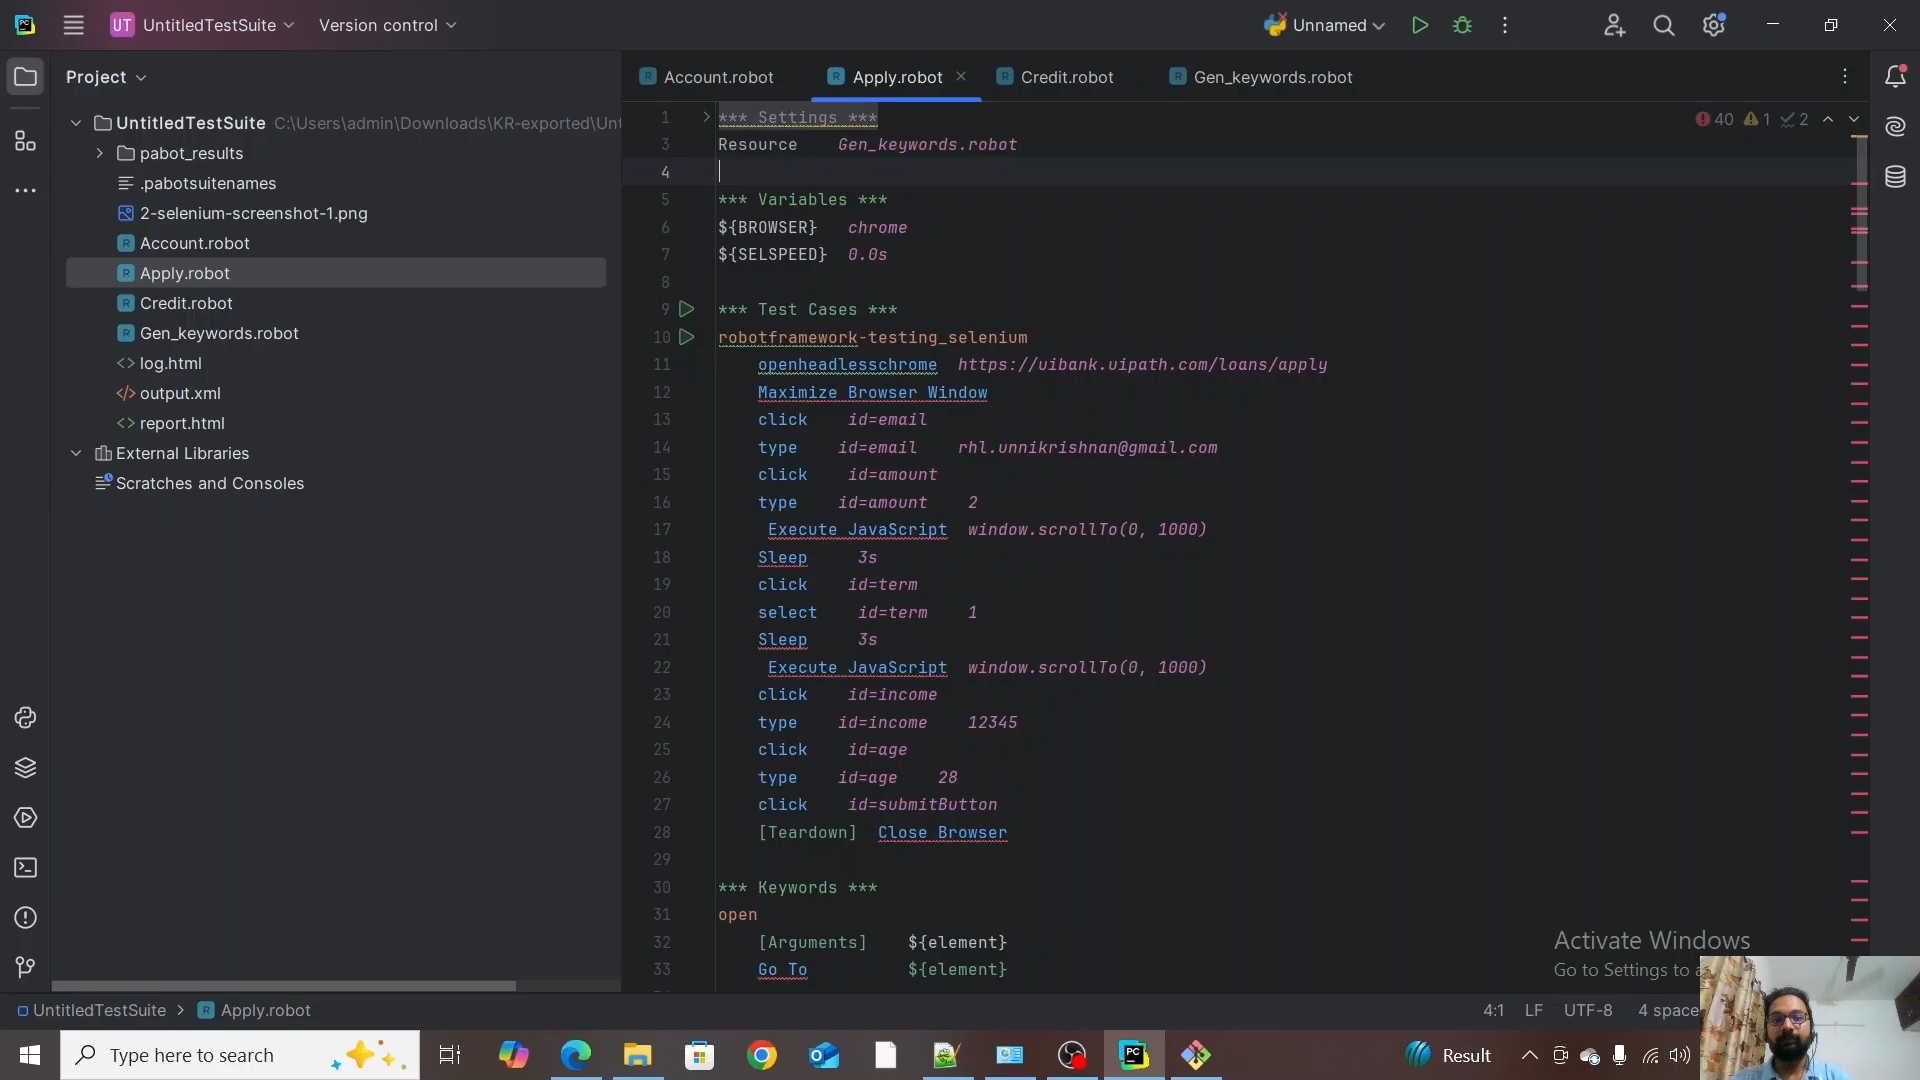 PC
UT UntitledTestSuite
Version control
Unnamed
Project
UntitledTestSuite C:\Users\admin\Downloads\KR-exported\Unt
pabot_results
.pabotsuitenames
2-selenium-screenshot-1.png
Account.robot
Apply.robot
Credit.robot
Gen_keywords.robot
log.html
output.xml
report.html
External Libraries
Scratches and Consoles
Account.robot
Apply.robot
Credit.robot
Gen_keywords.robot
40 1 2
1 *** Settings ***
3 Resource    Gen_keywords.robot
4
5 *** Variables ***
6 ${BROWSER}   chrome
7 ${SELSPEED}  0.0s
8
9 *** Test Cases ***
10 robotframework-testing_selenium
11 openheadlesschrome  https://uibank.uipath.com/loans/apply
12 Maximize Browser Window
13 click    id=email
14 type    id=email    rhl.unnikrishnan@gmail.com
15 click    id=amount
16 type    id=amount    2
17 Execute JavaScript  window.scrollTo(0, 1000)
18 Sleep     3s
19 click    id=term
20 select    id=term    1
21 Sleep     3s
22 Execute JavaScript  window.scrollTo(0, 1000)
23 click    id=income
24 type    id=income    12345
25 click    id=age
26 type    id=age    28
27 click    id=submitButton
28 [Teardown]  Close Browser
29
30 *** Keywords ***
31 open
32 [Arguments]    ${element}
33 Go To          ${element}
Activate Windows
Go to Settings to
UntitledTestSuite > Apply.robot
4:1 LF UTF-8 4 space
Type here to search
PC
Result